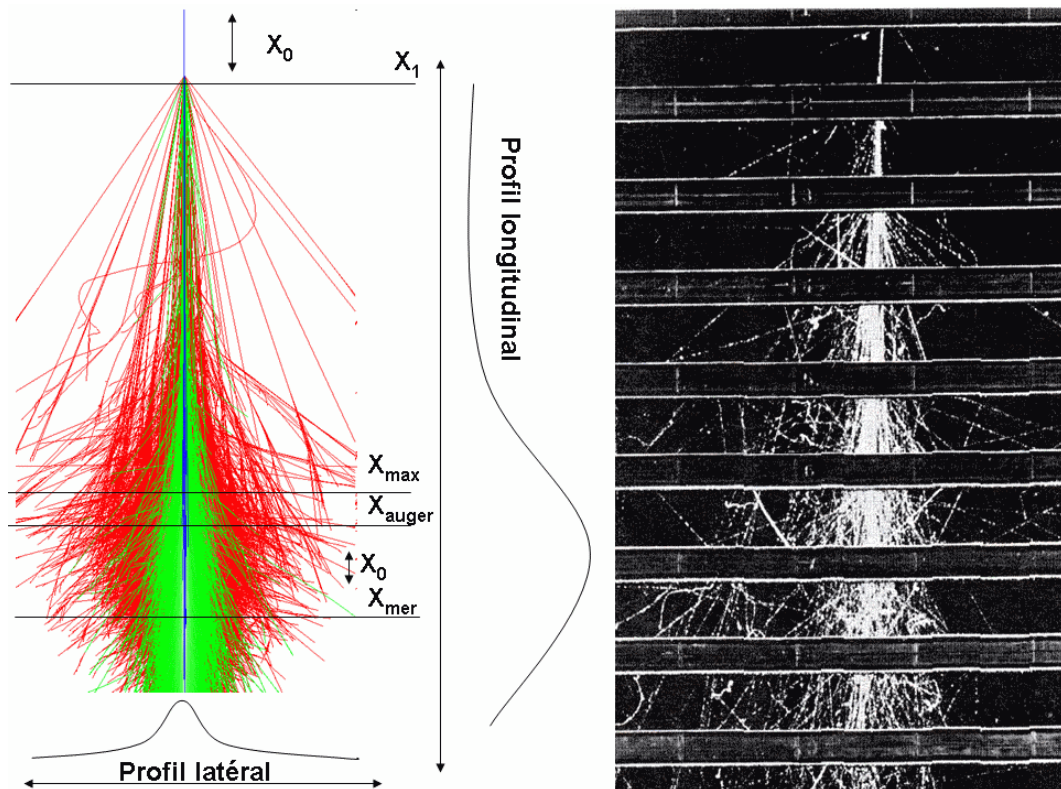 X0
X1
Profil longitudinal
Xmax
Xauger
X0
Xmer
Profil latéral